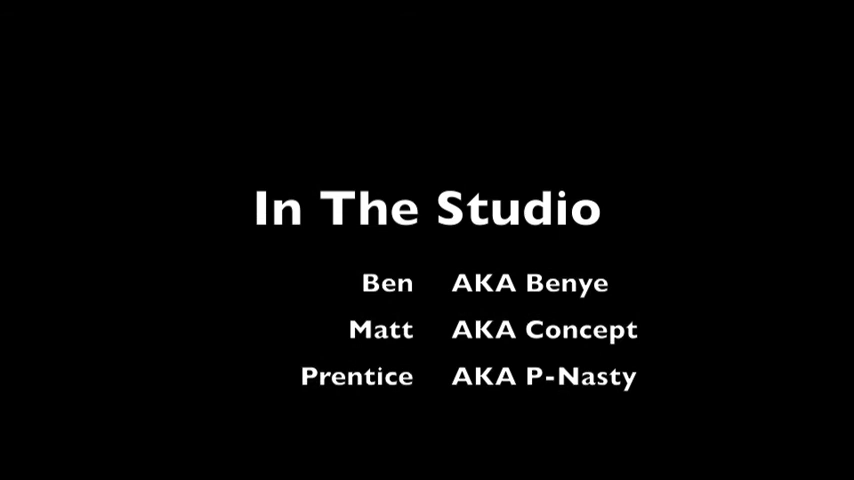 In The Studio
Ben AKA Benye
Matt AKA Concept
Prentice AKA P-Nasty